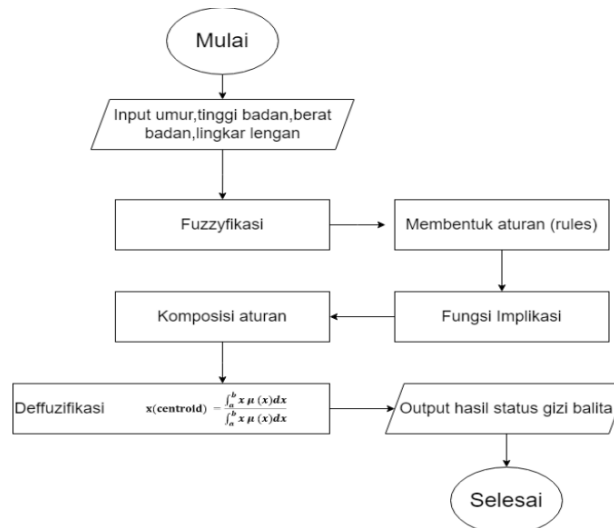 Mulai
Input umur,tinggi badan,berat
badan,lingkar lengan
Fuzzyfikasi
Membentuk aturan (rules)
Fungsi Implikasi
Komposisi aturan
Deffuzifikasi x(centroid) = ∫ₐᵇ x μ (x)dx / ∫ₐᵇ x μ (x)dx
Output hasil status gizi balita
Selesai